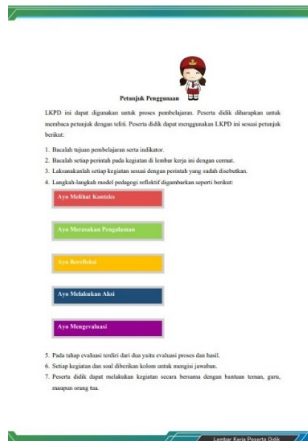 Petunjuk Penggunaan
LKPD ini dapat digunakan untuk proses pembelajaran. Peserta didik diharapkan untuk
membaca petunjuk dengan teliti. Peserta didik dapat menggunakan LKPD ini sesuai petunjuk
berikut:
1. Bacalah tujuan pembelajaran serta indikator.
2. Bacalah setiap perintah pada kegiatan di lembar kerja ini dengan cermat.
3. Laksanakanlah setiap kegiatan sesuai dengan perintah yang sudah disebutkan.
4. Langkah-langkah model pedagogi reflektif digambarkan seperti berikut:
Ayo Melihat Konteks
Ayo Merasakan Pengalaman
Ayo Berefleksi
Ayo Melakukan Aksi
Ayo Mengevaluasi
5. Pada tahap evaluasi terdiri dari dua yaitu evaluasi proses dan hasil.
6. Setiap kegiatan dan soal diberikan kolom untuk mengisi jawaban.
7. Peserta didik dapat melakukan kegiatan secara bersama dengan bantuan teman, guru,
maupun orang tua.
Lembar Kerja Peserta Didik